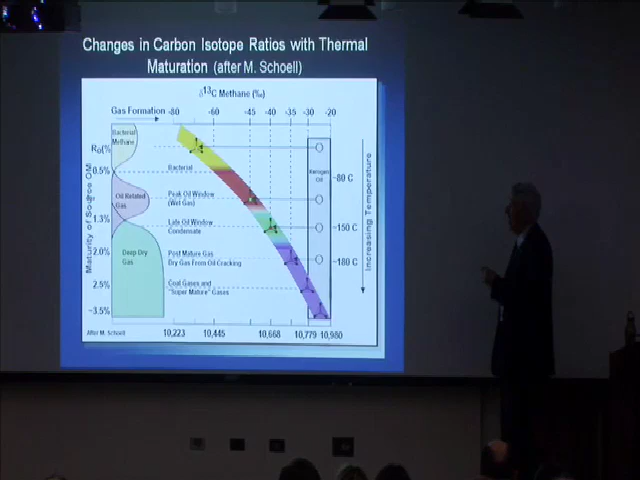 Changes in Carbon Isotope Ratios with Thermal
Maturation (after M. Schoell)
δ13C Methane (‰)
Gas Formation
-80 -60 -45 -40 -35 -30 -20
Bacterial
Methane
Ro(%
0.5%
Bacterial
Kerogen
Oil
~80 C
Oil Related
Gas
Peak Oil Window
(Wet Gas)
1.3%
Late Oil Window
Condensate
~150 C
2.0%
Deep Dry
Gas
Post Mature Gas
Dry Gas From Oil Cracking
~180 C
2.5%
Coal Gases and
"Super Mature" Gases
~3.5%
Maturity of Source OM
Increasing Temperature
After M. Schoell
10,223 10,445 10,668 10,779 10,980